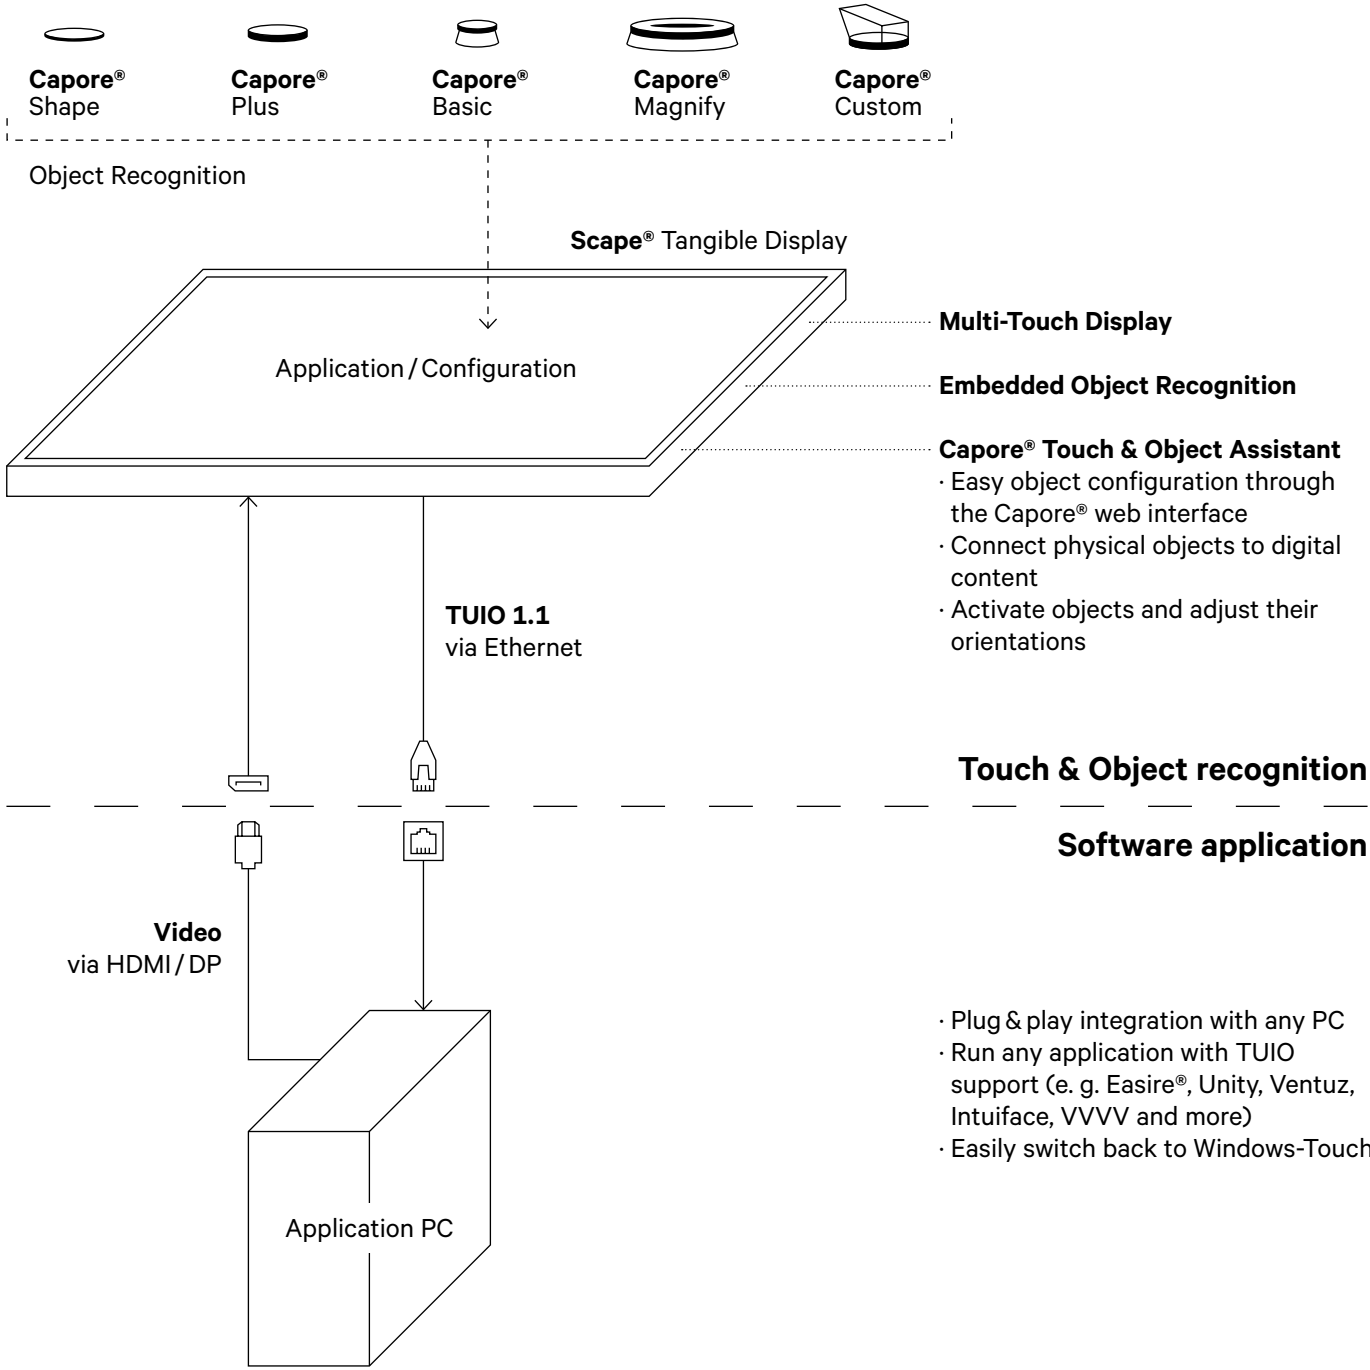 Capore®
Shape
Capore®
Plus
Capore®
Basic
Capore®
Magnify
Capore®
Custom
Object Recognition
Scape® Tangible Display
Application / Configuration
Multi-Touch Display
Embedded Object Recognition
Capore® Touch & Object Assistant
· Easy object configuration through
the Capore® web interface
· Connect physical objects to digital
content
· Activate objects and adjust their
orientations
TUIO 1.1
via Ethernet
Touch & Object recognition
Software application
Video
via HDMI / DP
· Plug & play integration with any PC
· Run any application with TUIO
support (e. g. Easire®, Unity, Ventuz,
Intuiface, VVVV and more)
· Easily switch back to Windows-Touch
Application PC